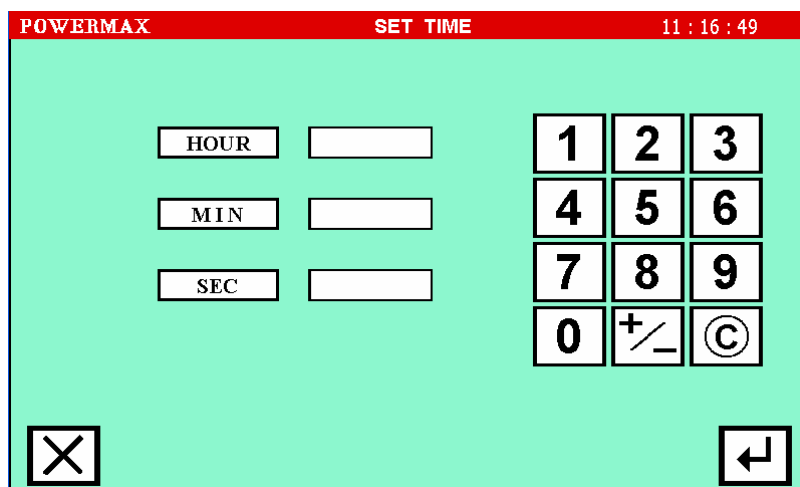 POWERMAX SET TIME 11 : 16 : 49
HOUR 1 2 3
MIN 4 5 6
SEC 7 8 9
0 +/- C